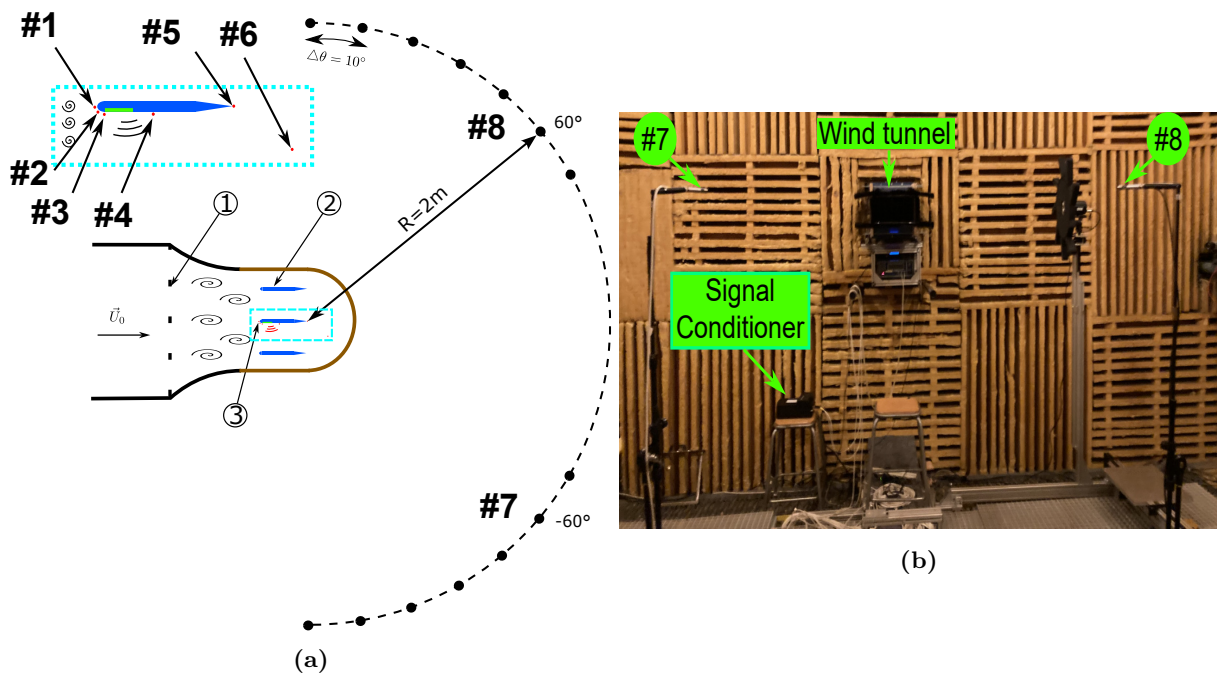 #1
#5
#6
△θ = 10°
#8
60°
#2
#3
#4
①
②
R=2m
U⃗₀
③
#7
-60°
(a)
#7
Wind tunnel
#8
Signal
Conditioner
(b)